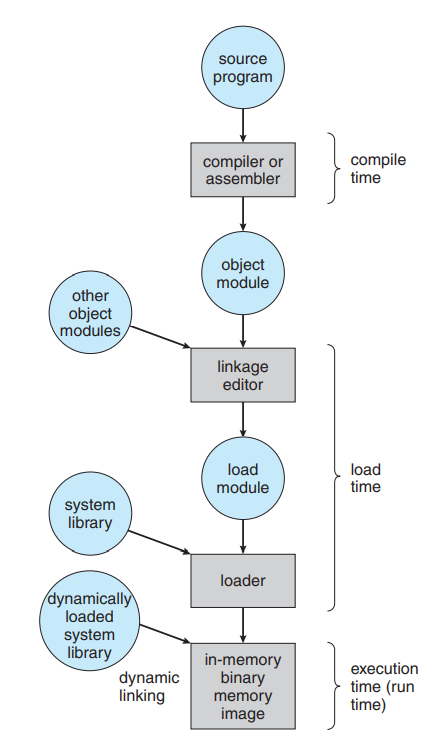 source
program
compiler or
assembler
compile
time
object
module
other
object
modules
linkage
editor
load
module
load
time
system
library
loader
dynamically
loaded
system
library
dynamic
linking
in-memory
binary
memory
image
execution
time (run
time)